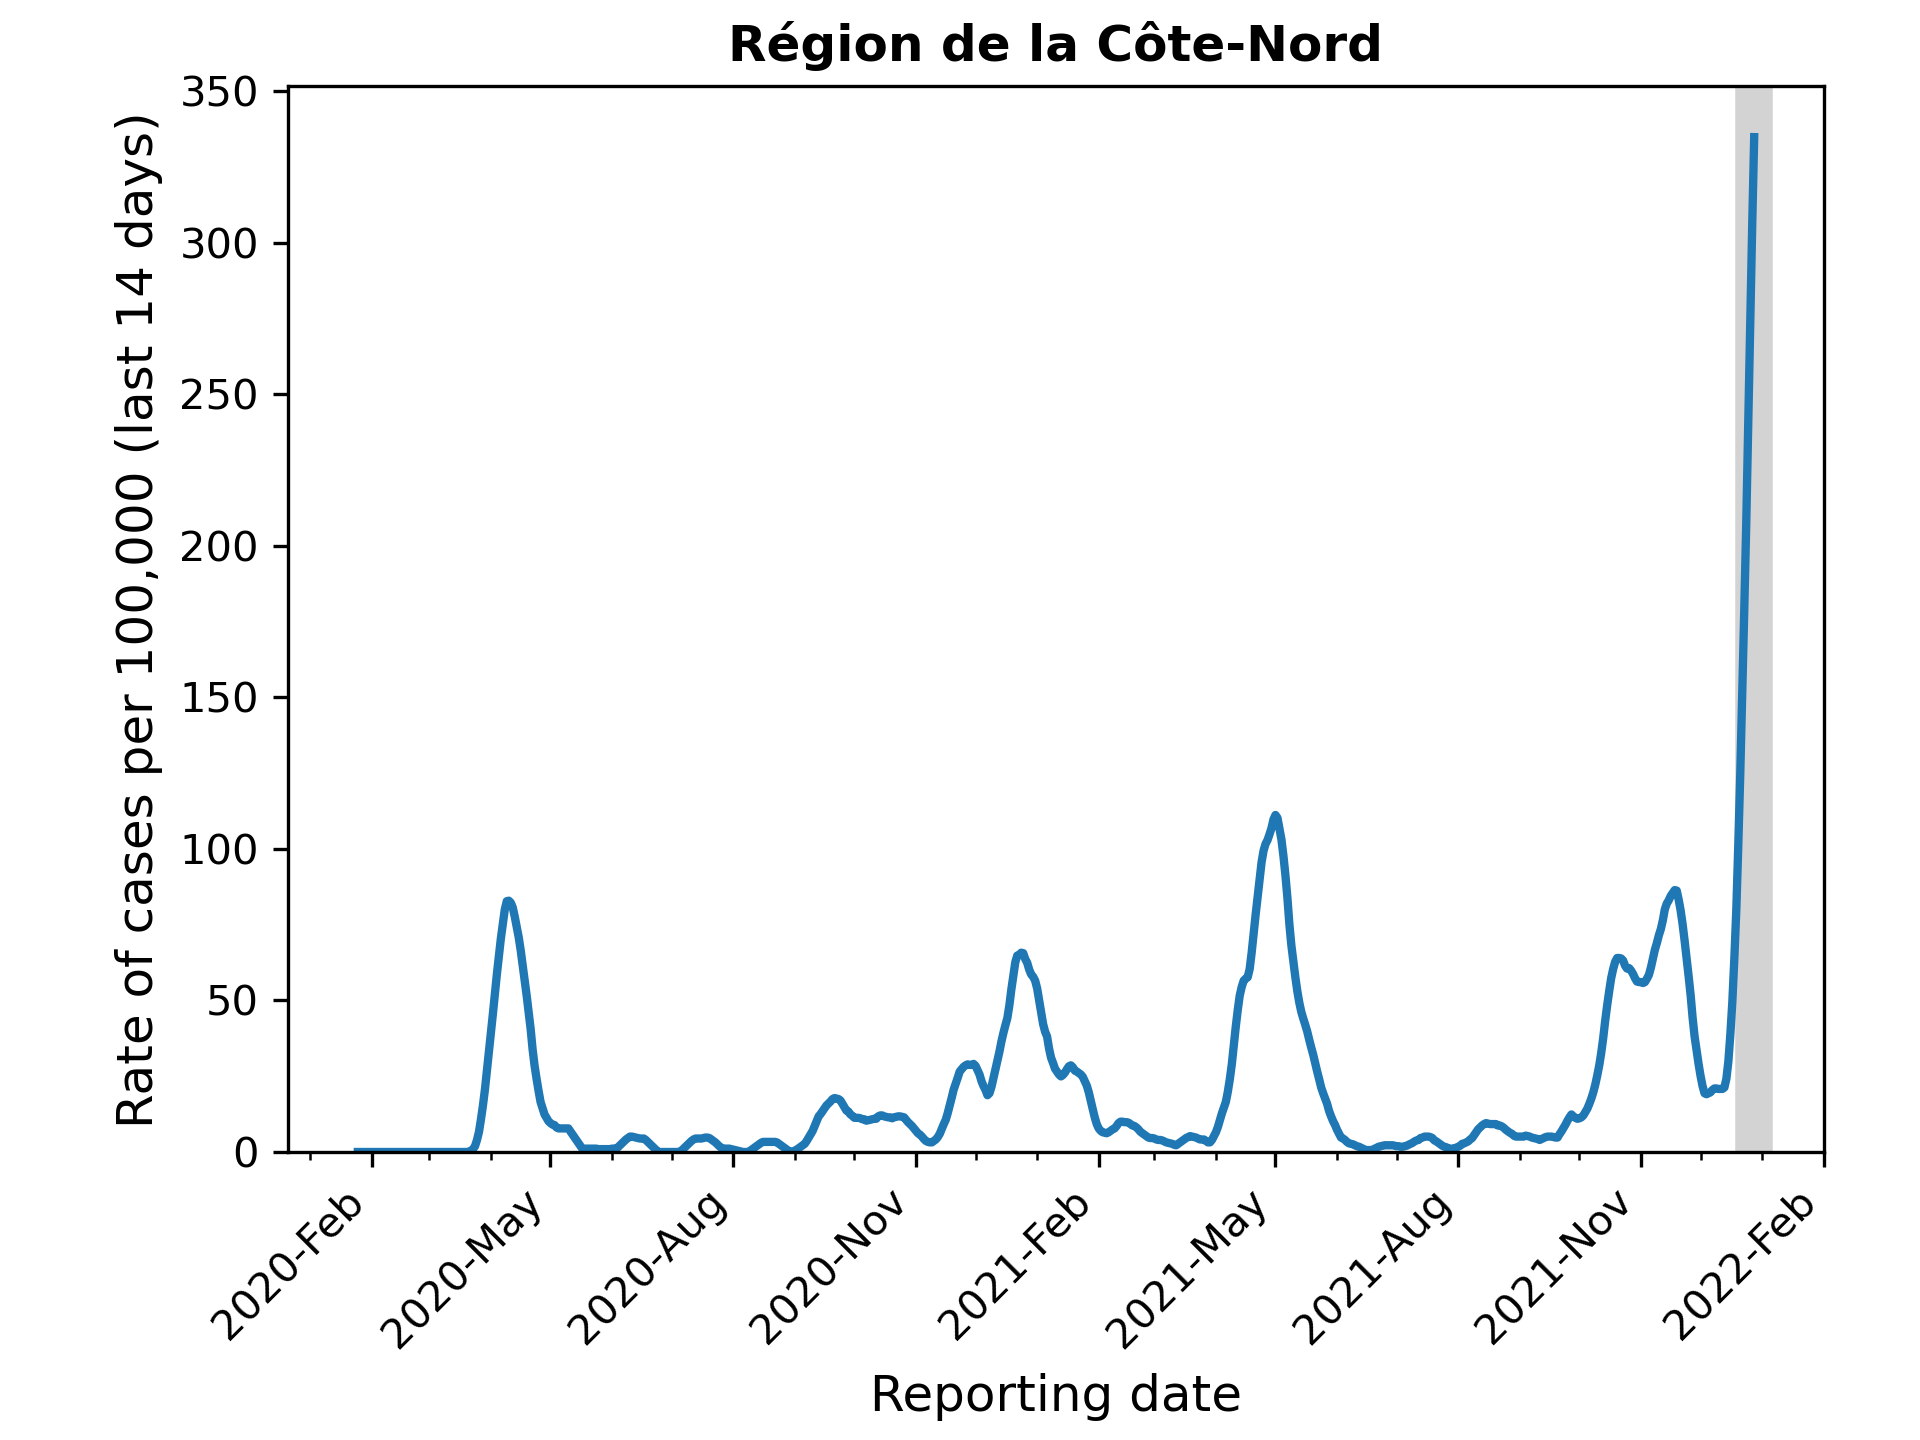 Région de la Côte-Nord
Rate of cases per 100,000 (last 14 days)
350
300
250
200
150
100
50
0
2020-Feb
2020-May
2020-Aug
2020-Nov
2021-Feb
2021-May
2021-Aug
2021-Nov
2022-Feb
Reporting date